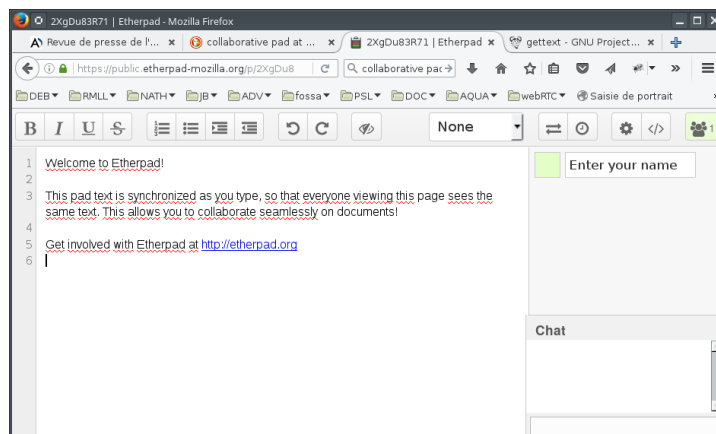 2XgDu83R71 | Etherpad - Mozilla Firefox
Revue de presse de l'... × collaborative pad at ... × 2XgDu83R71 | Etherpad × gettext - GNU Project... ×
https://public.etherpad-mozilla.org/p/2XgDu8 collaborative pac
DEB RMLL NATH JB ADV fossa PSL DOC AQUA webRTC Saisie de portrait
B I U S None 1
1 Welcome to Etherpad!
Enter your name
2
3 This pad text is synchronized as you type, so that everyone viewing this page sees the
same text. This allows you to collaborate seamlessly on documents!
4
5 Get involved with Etherpad at http://etherpad.org
6
Chat